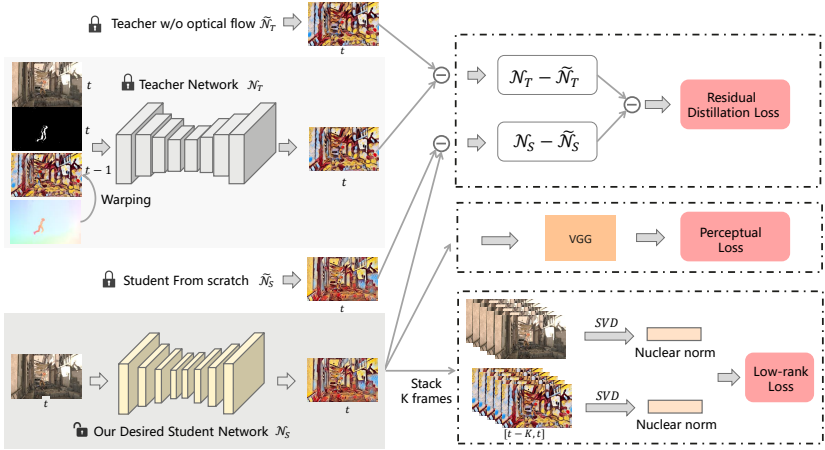 Teacher w/o optical flow 𝒩̃_T
t
t
Teacher Network 𝒩_T
t
t − 1
t
Warping
Student From scratch 𝒩̃_S
t
t
t
Our Desired Student Network 𝒩_S
𝒩_T − 𝒩̃_T
𝒩_S − 𝒩̃_S
Residual
Distillation Loss
VGG
Perceptual
Loss
Stack
K frames
SVD
Nuclear norm
SVD
Nuclear norm
[t − K, t]
Low-rank
Loss